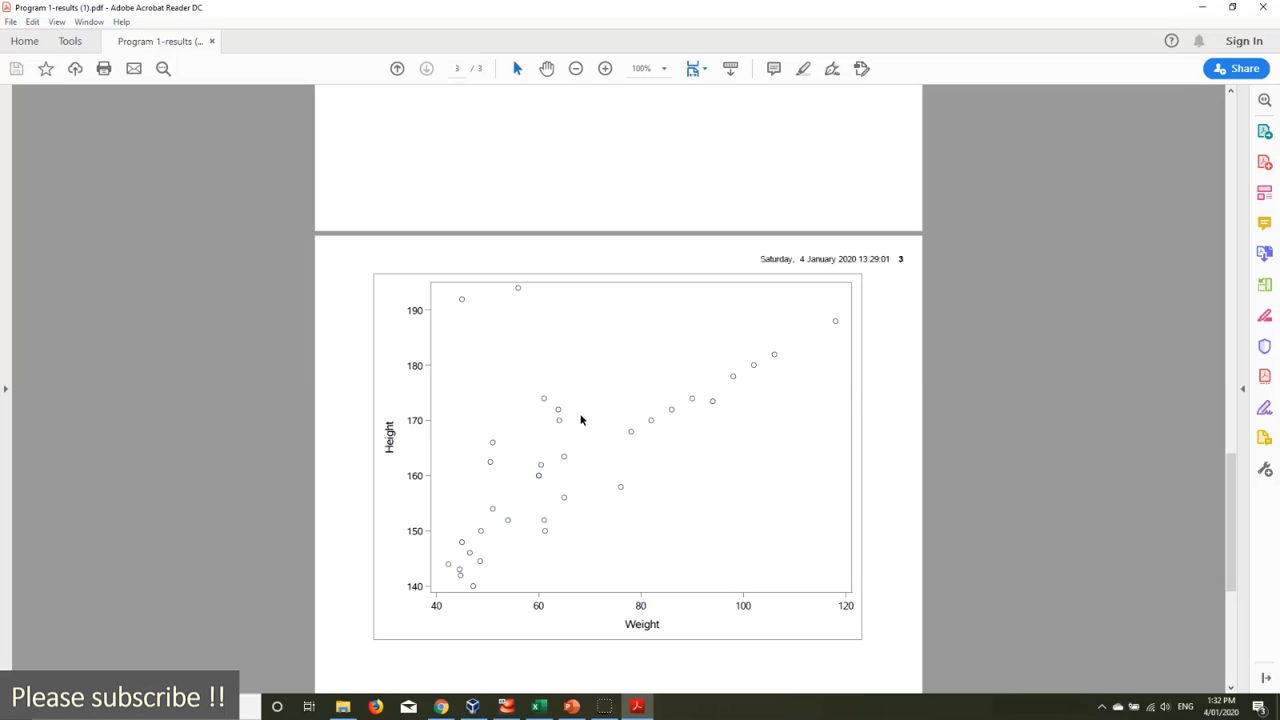 Program 1-results (1).pdf - Adobe Acrobat Reader DC
File Edit View Window Help
Home Tools Program 1-results (... × Sign In
3 / 3 100% Share
Saturday, 4 January 2020 13:29:01 3
190
180
170
160
150
140
Height
40 60 80 100 120
Weight
Please subscribe !!
ENG
1:32 PM
4/01/2020
3